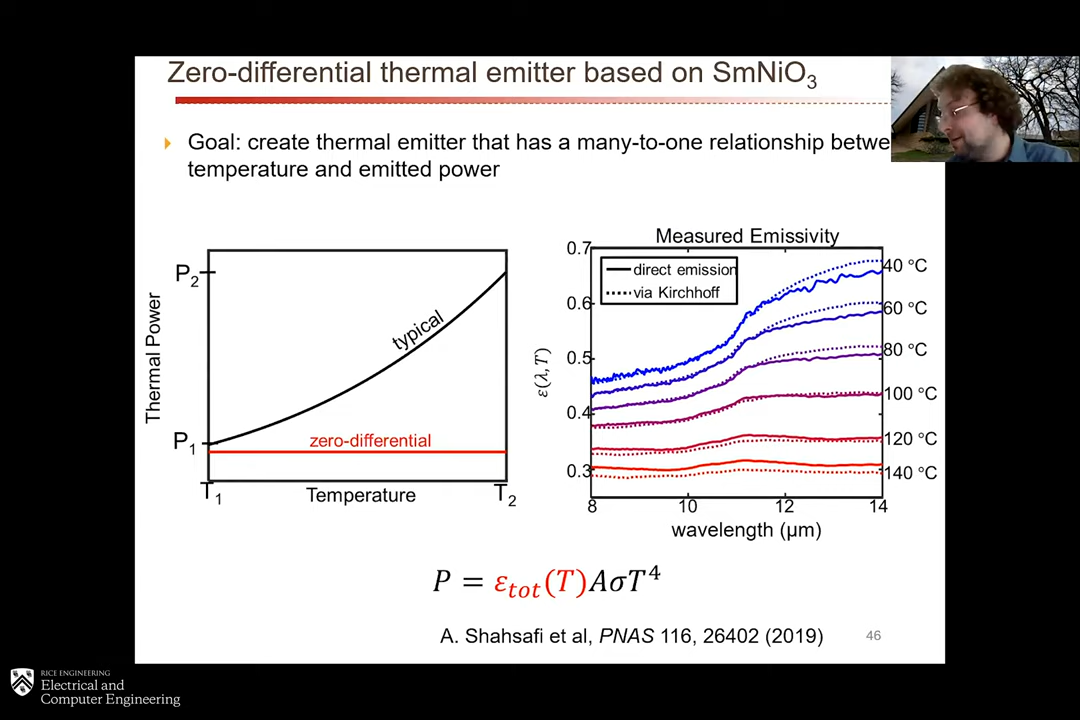 Zero-differential thermal emitter based on SmNiO₃
Goal: create thermal emitter that has a many-to-one relationship betwe
temperature and emitted power
P₂
P₁
Thermal Power
typical
zero-differential
T₁
Temperature
T₂
Measured Emissivity
0.7
0.6
0.5
0.4
0.3
ε(λ,T)
direct emission
via Kirchhoff
40 °C
60 °C
80 °C
100 °C
120 °C
140 °C
8
10
12
14
wavelength (µm)
P = εₜₒₜ(T)AσT⁴
A. Shahsafi et al, PNAS 116, 26402 (2019)
46
RICE ENGINEERING
Electrical and
Computer Engineering